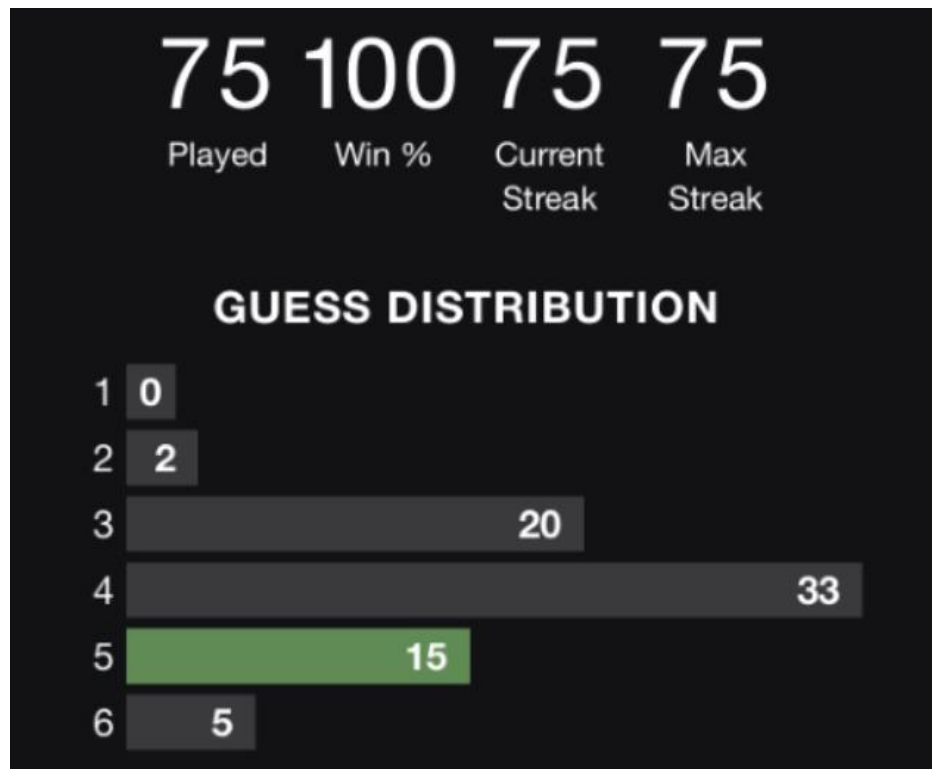 75 100 75 75
Played Win % Current Streak Max Streak
GUESS DISTRIBUTION
1 0
2 2
3 20
4 33
5 15
6 5